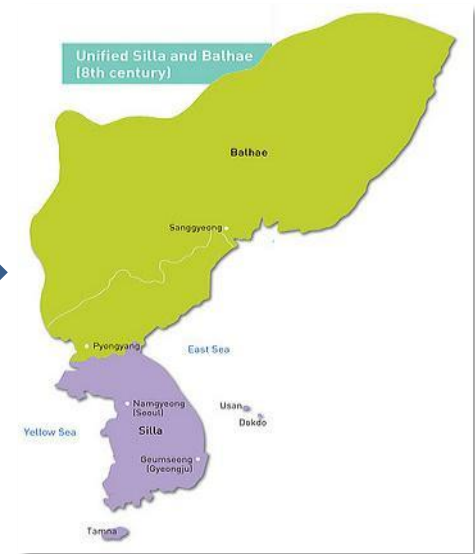 Unified Silla and Balhae
(8th century)
Balhae
Sanggyeong
Pyongyang
East Sea
Namgyeong
(Seoul)
Usan
Dokdo
Yellow Sea
Silla
Geumseong
(Gyeongju)
Tamna